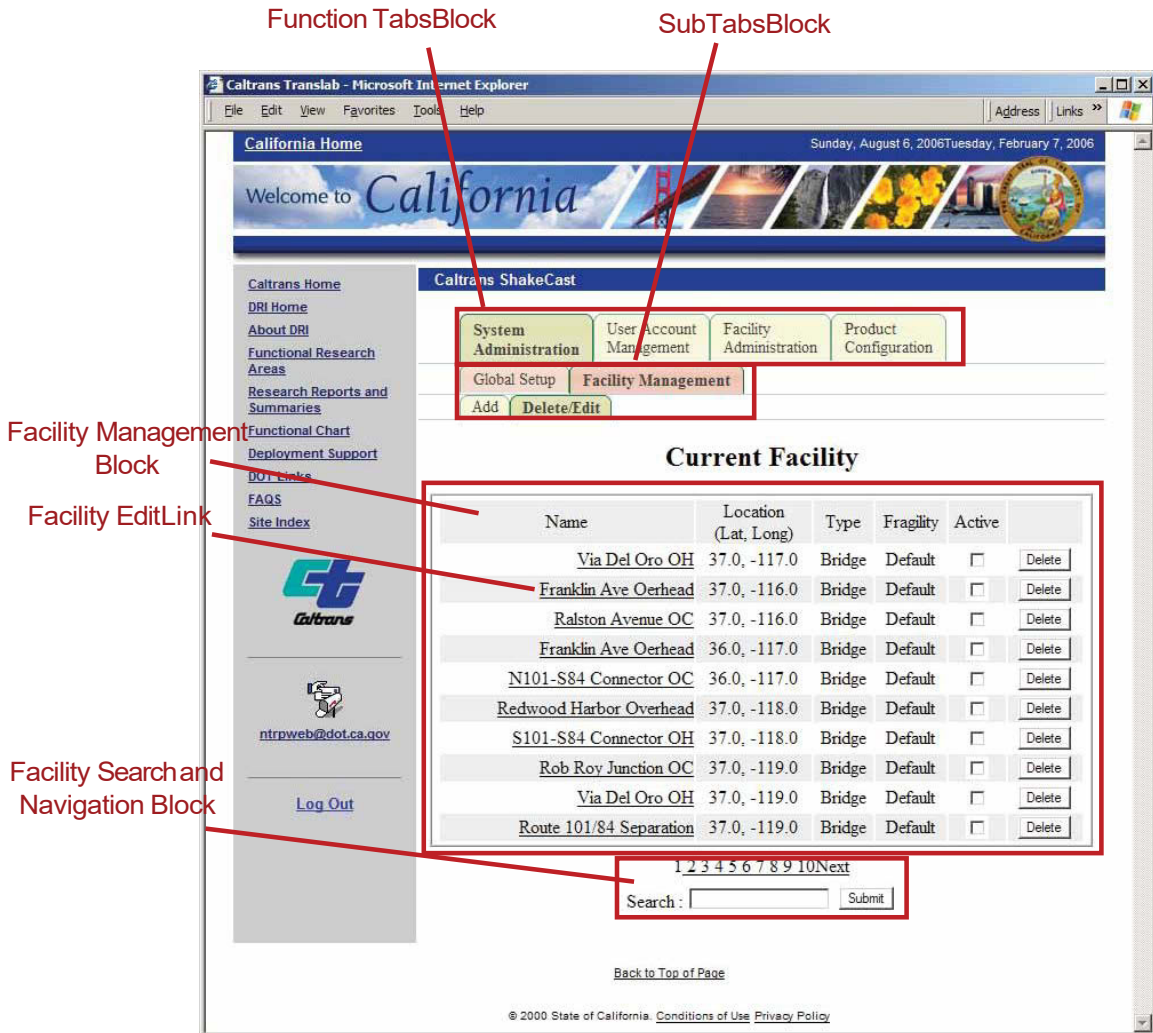 Function TabsBlock
SubTabsBlock
Caltrans Translab - Microsoft Internet Explorer
File Edit View Favorites Tools Help
Address Links »
California Home
Sunday, August 6, 2006Tuesday, February 7, 2006
Welcome to California
Caltrans Home
DRI Home
About DRI
Functional Research
Areas
Research Reports and
Summaries
Functional Chart
Deployment Support
DOT Links
FAQS
Site Index
Caltrans
ntrpweb@dot.ca.gov
Log Out
Caltrans ShakeCast
System Administration
User Account Management
Facility Administration
Product Configuration
Global Setup Facility Management
Add Delete/Edit
Facility Management
Block
Facility EditLink
Facility Search and
Navigation Block
Current Facility
Name Location (Lat, Long) Type Fragility Active
Via Del Oro OH 37.0, -117.0 Bridge Default Delete
Franklin Ave Oerhead 37.0, -116.0 Bridge Default Delete
Ralston Avenue OC 37.0, -116.0 Bridge Default Delete
Franklin Ave Oerhead 36.0, -117.0 Bridge Default Delete
N101-S84 Connector OC 36.0, -117.0 Bridge Default Delete
Redwood Harbor Overhead 37.0, -118.0 Bridge Default Delete
S101-S84 Connector OH 37.0, -118.0 Bridge Default Delete
Rob Roy Junction OC 37.0, -119.0 Bridge Default Delete
Via Del Oro OH 37.0, -119.0 Bridge Default Delete
Route 101/84 Separation 37.0, -119.0 Bridge Default Delete
1 2 3 4 5 6 7 8 9 10Next
Search : Submit
Back to Top of Page
© 2000 State of California. Conditions of Use Privacy Policy